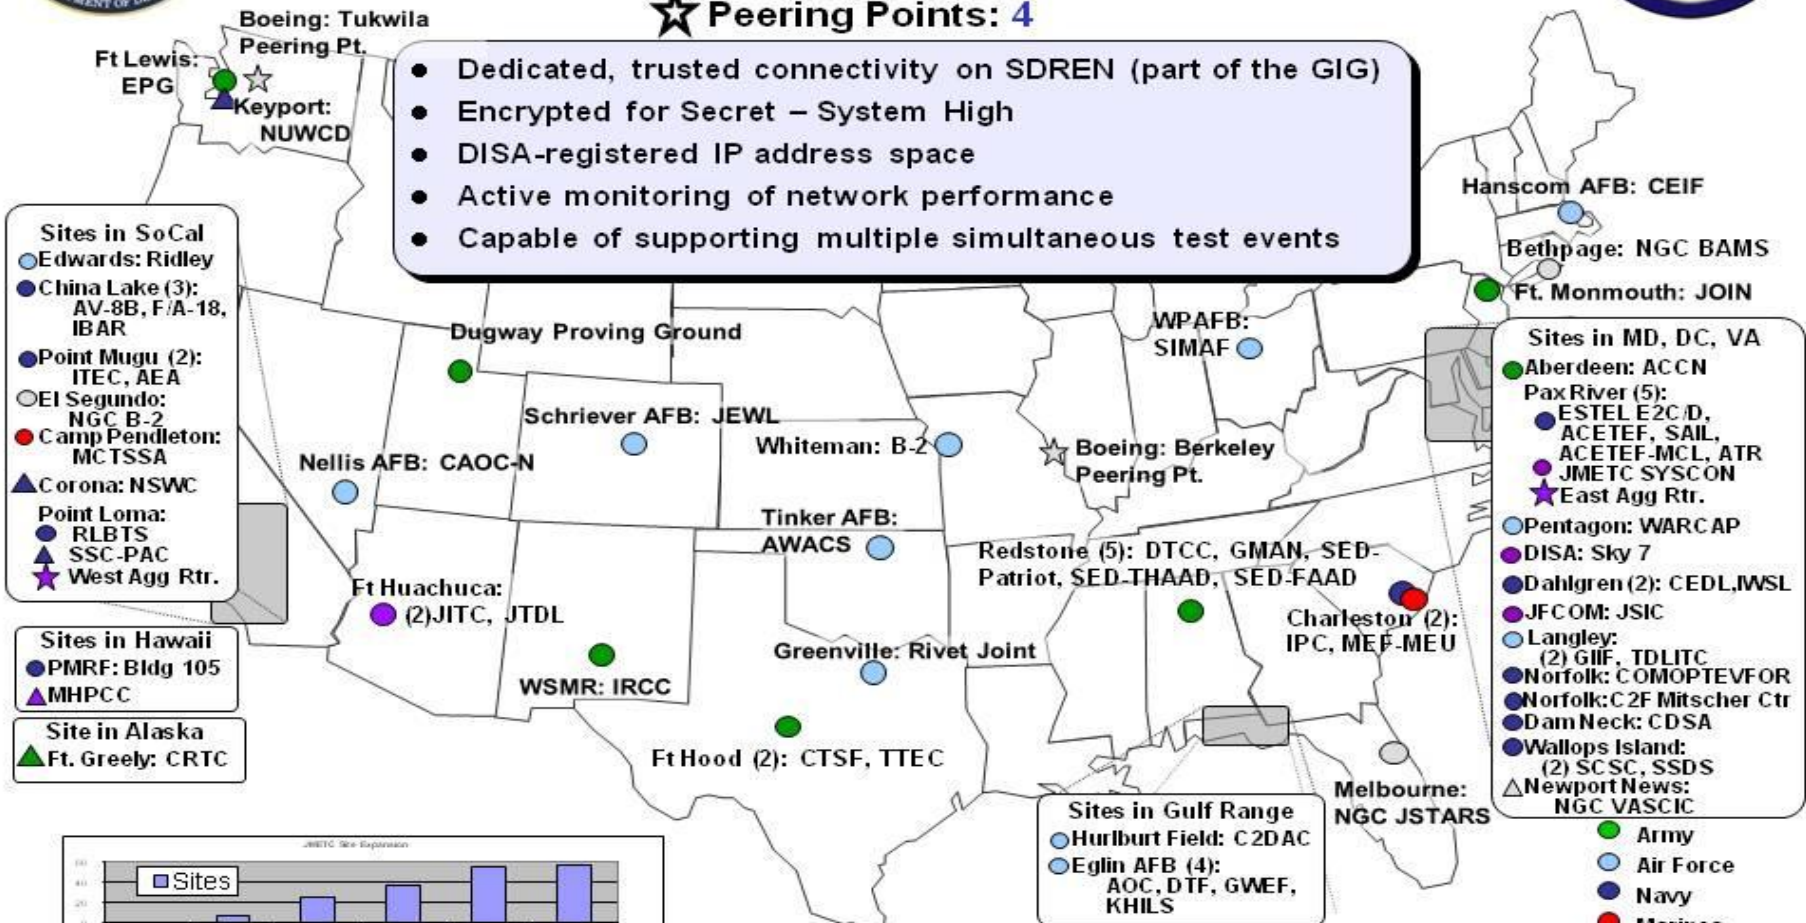 Peering Points: 4
Boeing: Tukwila
Peering Pt.
Ft Lewis:
EPG
Keyport:
NUWCD
● Dedicated, trusted connectivity on SDREN (part of the GIG)
● Encrypted for Secret – System High
● DISA-registered IP address space
● Active monitoring of network performance
● Capable of supporting multiple simultaneous test events
Hanscom AFB: CEIF
Bethpage: NGC BAMS
Ft. Monmouth: JOIN
Sites in SoCal
Edwards: Ridley
China Lake (3):
AV-8B, F/A-18,
IBAR
Point Mugu (2):
ITEC, AEA
El Segundo:
NGC B-2
Camp Pendleton:
MCTSSA
Corona: NSWC
Point Loma:
RLBTS
SSC-PAC
West Agg Rtr.
Sites in Hawaii
PMRF: Bldg 105
MHPCC
Site in Alaska
Ft. Greely: CRTC
Dugway Proving Ground
WPAFB:
SIMAF
Schriever AFB: JEWL
Nellis AFB: CAOC-N
Whiteman: B-2
Boeing: Berkeley
Peering Pt.
Tinker AFB:
AWACS
Redstone (5): DTCC, GMAN, SED-
Patriot, SED-THAAD, SED-FAAD
Ft Huachuca:
(2)JITC, JTDL
Charleston (2):
IPC, MEF-MEU
Greenville: Rivet Joint
WSMR: IRCC
Ft Hood (2): CTSF, TTEC
Melbourne:
NGC JSTARS
Sites in Gulf Range
Hurlburt Field: C2DAC
Eglin AFB (4):
AOC, DTF, GWEF,
KHILS
Sites in MD, DC, VA
Aberdeen: ACCN
Pax River (5):
ESTEL E2C/D,
ACETEF, SAIL,
ACETEF-MCL, ATR
JMETC SYSCON
East Agg Rtr.
Pentagon: WARCAP
DISA: Sky 7
Dahlgren (2): CEDL,IWSL
JFCOM: JSIC
Langley:
(2) GIIF, TDLITC
Norfolk: COMOPTEVFOR
Norfolk:C2F Mitscher Ctr
Dam Neck: CDSA
Wallops Island:
(2) SCSC, SSDS
Newport News:
NGC VASCIC
Army
Air Force
Navy
Marines
JMETC Site Expansion
Sites
60
40
20